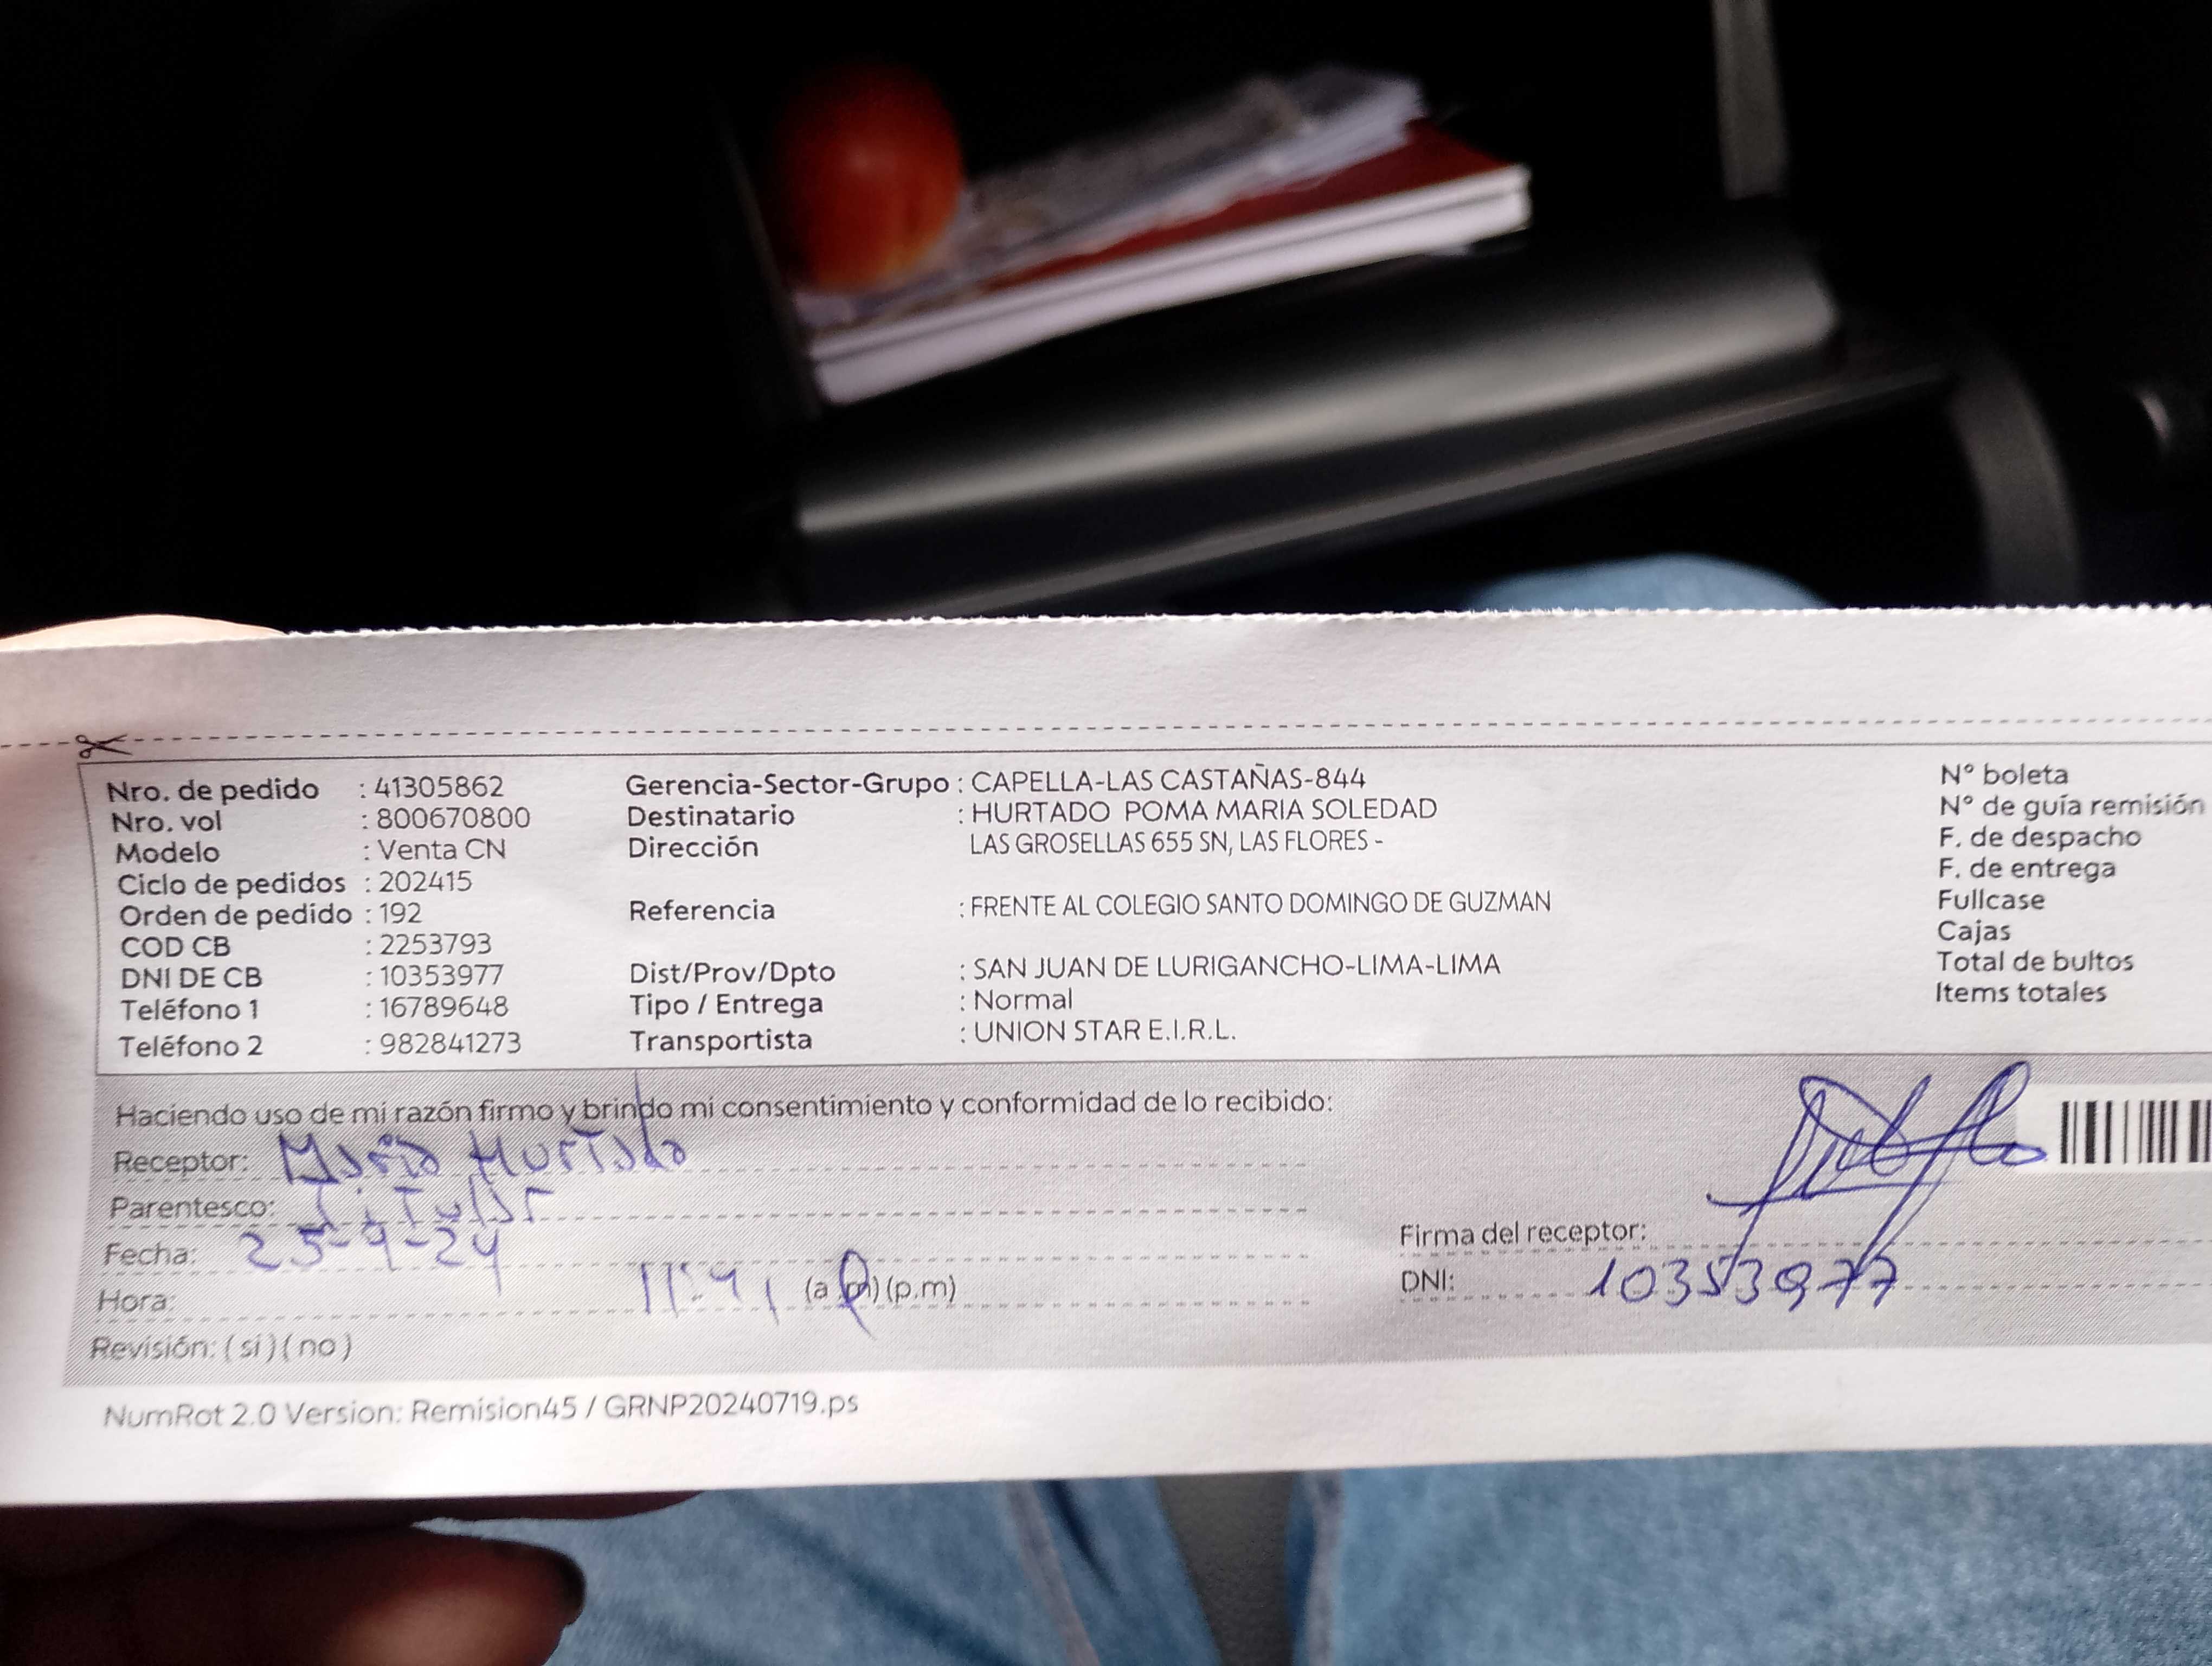 Nro. de pedido : 41305862
Nro. vol : 800670800
Modelo : Venta CN
Ciclo de pedidos : 202415
Orden de pedido : 192
COD CB : 2253793
DNI DE CB : 10353977
Teléfono 1 : 16789648
Teléfono 2 : 982841273
Gerencia-Sector-Grupo : CAPELLA-LAS CASTAÑAS-844
Destinatario : HURTADO POMA MARIA SOLEDAD
Dirección LAS GROSELLAS 655 SN, LAS FLORES -
Referencia : FRENTE AL COLEGIO SANTO DOMINGO DE GUZMAN
Dist/Prov/Dpto : SAN JUAN DE LURIGANCHO-LIMA-LIMA
Tipo / Entrega : Normal
Transportista : UNION STAR E.I.R.L.
N° boleta
N° de guía remisión
F. de despacho
F. de entrega
Fullcase
Cajas
Total de bultos
Items totales
Haciendo uso de mi razón firmo y brindo mi consentimiento y conformidad de lo recibido:
Receptor: Maria Hurtado
Parentesco: Titular
Fecha: 25-9-24
Hora: 11:41 (a.m) (p.m)
Revisión: ( si ) ( no )
Firma del receptor:
DNI: 10353977
NumRot 2.0 Version: Remision45 / GRNP20240719.ps